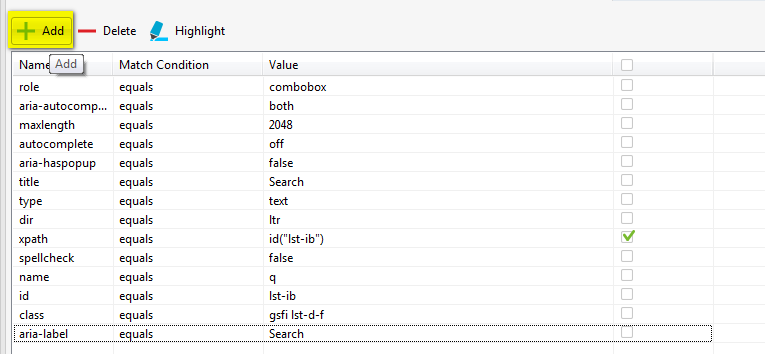 Add Delete Highlight
Name Match Condition Value
Add
role equals combobox
aria-autocomp... equals both
maxlength equals 2048
autocomplete equals off
aria-haspopup equals false
title equals Search
type equals text
dir equals ltr
xpath equals id("lst-ib")
spellcheck equals false
name equals q
id equals lst-ib
class equals gsfi lst-d-f
aria-label equals Search